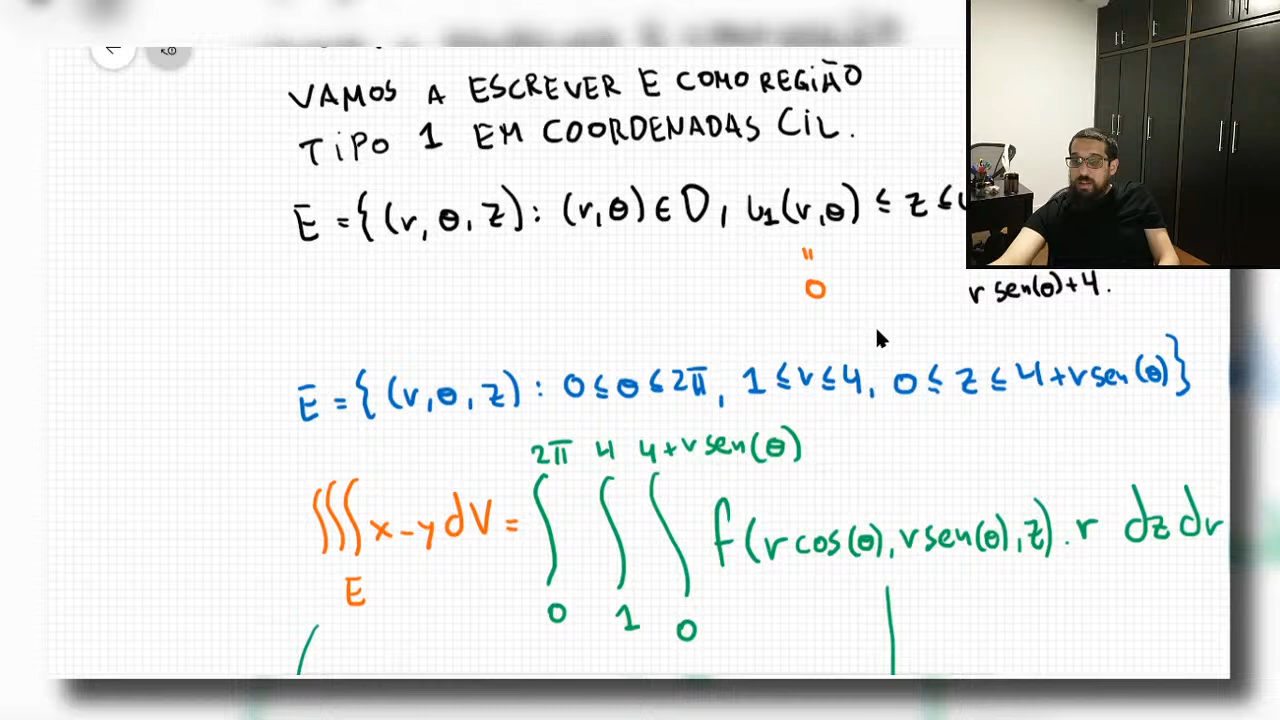 VAMOS A ESCREVER E COMO REGIÃO
TIPO 1 EM COORDENADAS CIL.
E = { (r, θ, z) : (r, θ) ∈ D, u₁(r, θ) ≤ z ≤
"
0
r sen(θ)+4.
E = { (r, θ, z) : 0 ≤ θ ≤ 2π, 1 ≤ r ≤ 4, 0 ≤ z ≤ 4+r sen(θ) }
2π 4 4+r sen(θ)
∫∫∫ x-y dV = ∫ ∫ ∫ f(r cos(θ), r sen(θ), z) . r dz dr
E 0 1 0